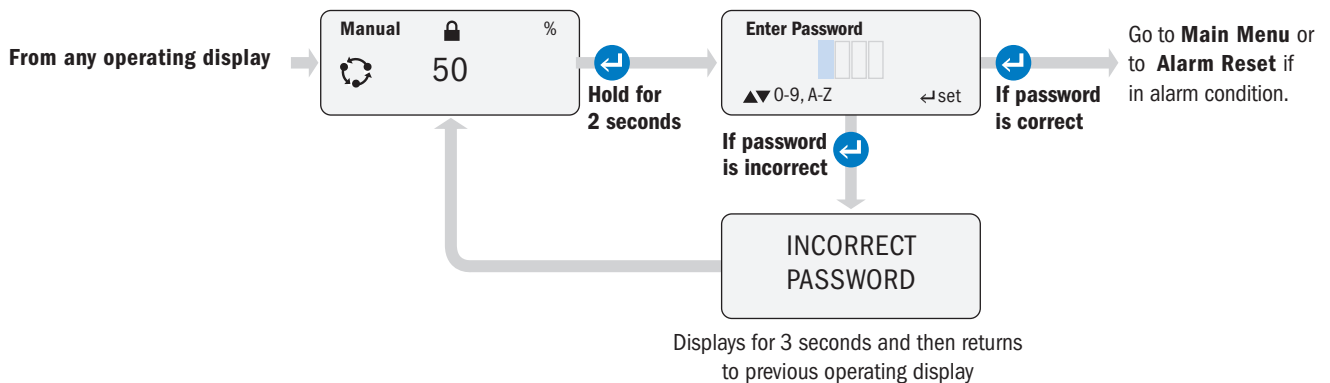 From any operating display
Manual %
50
Hold for
2 seconds
Enter Password
▲▼ 0-9, A-Z ↵ set
If password
is correct
Go to Main Menu or
to Alarm Reset if
in alarm condition.
If password
is incorrect
INCORRECT
PASSWORD
Displays for 3 seconds and then returns
to previous operating display